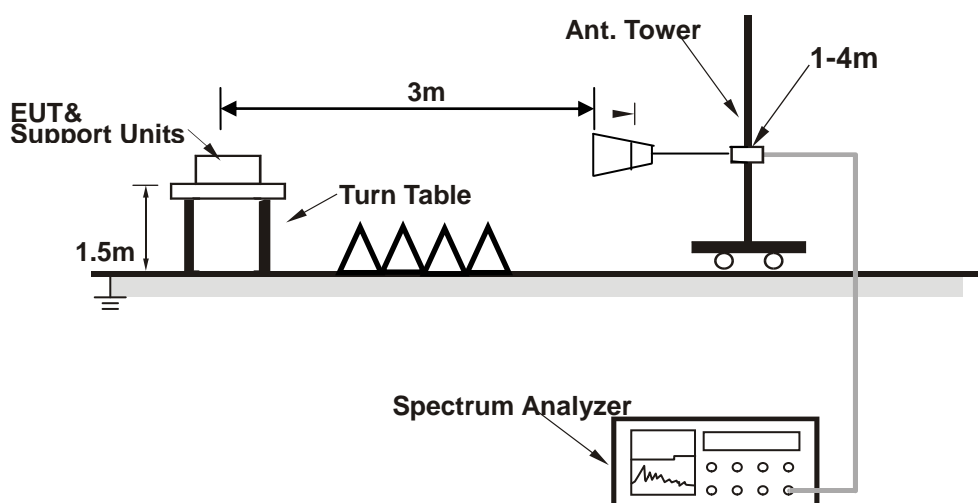 Ant. Tower
1-4m
3m
EUT&
Support Units
Turn Table
1.5m
Spectrum Analyzer